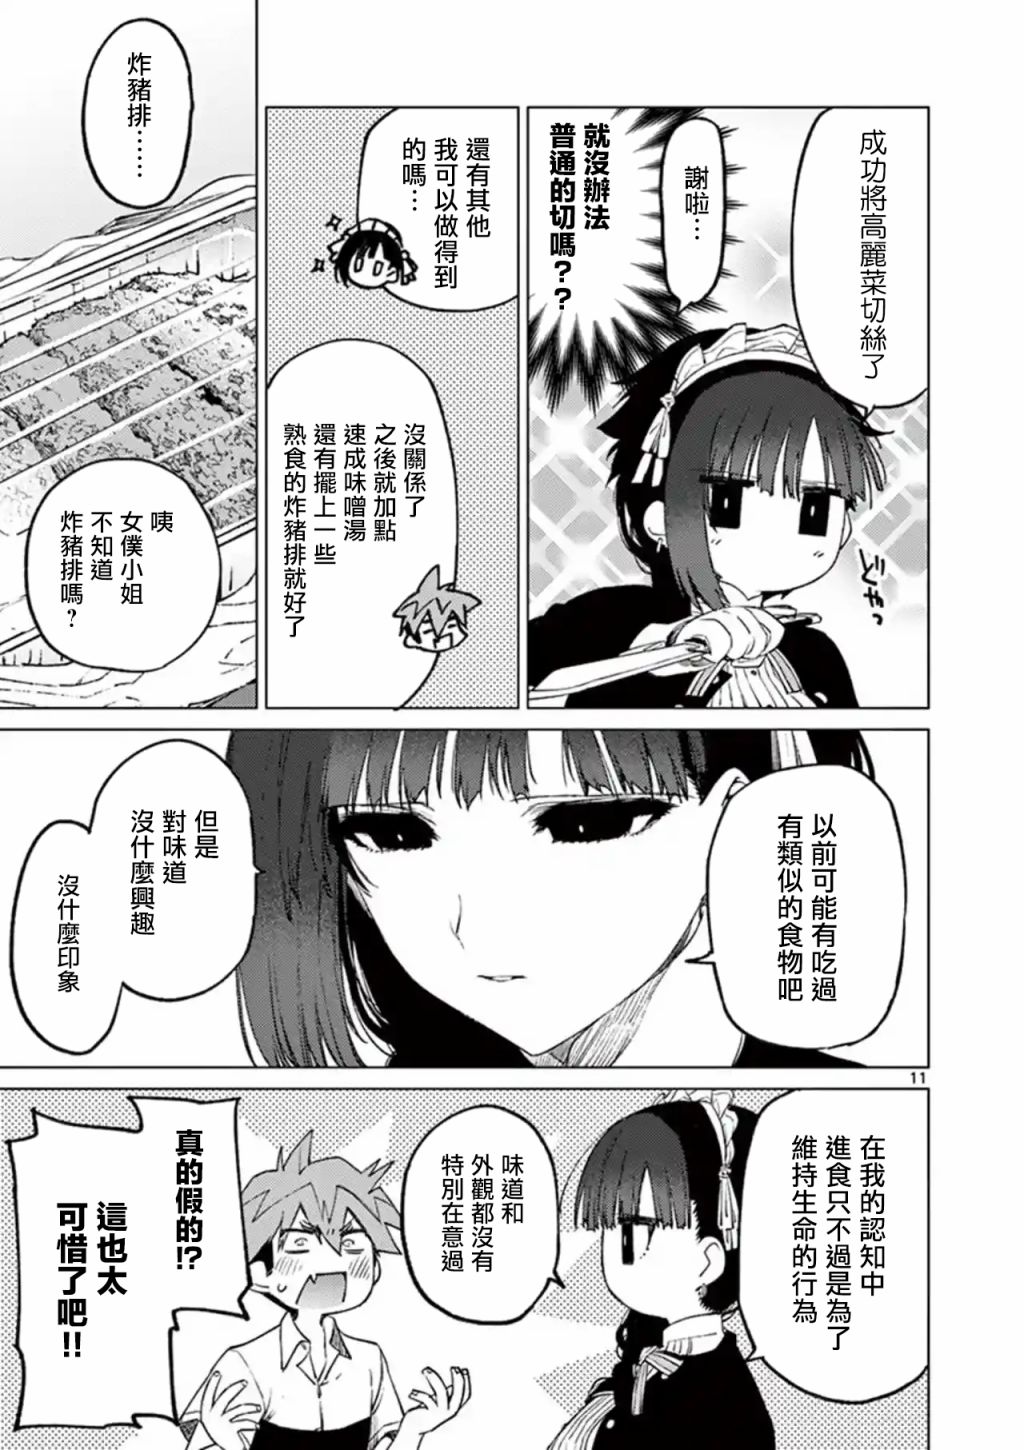 成功將高麗菜切絲了
謝啦…
就沒辦法
普通的切嗎??
どやっ
還有其他
我可以做得到
的嗎…
沒關係了
之後就加點
速成味噌湯
還有擺上一些
熟食的炸豬排就好了
炸豬排……
咦
女僕小姐
不知道
炸豬排嗎?
以前可能有吃過
有類似的食物吧
但是
對味道
沒什麼興趣
沒什麼印象
11
在我的認知中
進食只不過是為了
維持生命的行為
味道和
外觀都沒有
特別在意過
真的假的!?
這也太
可惜了吧!!